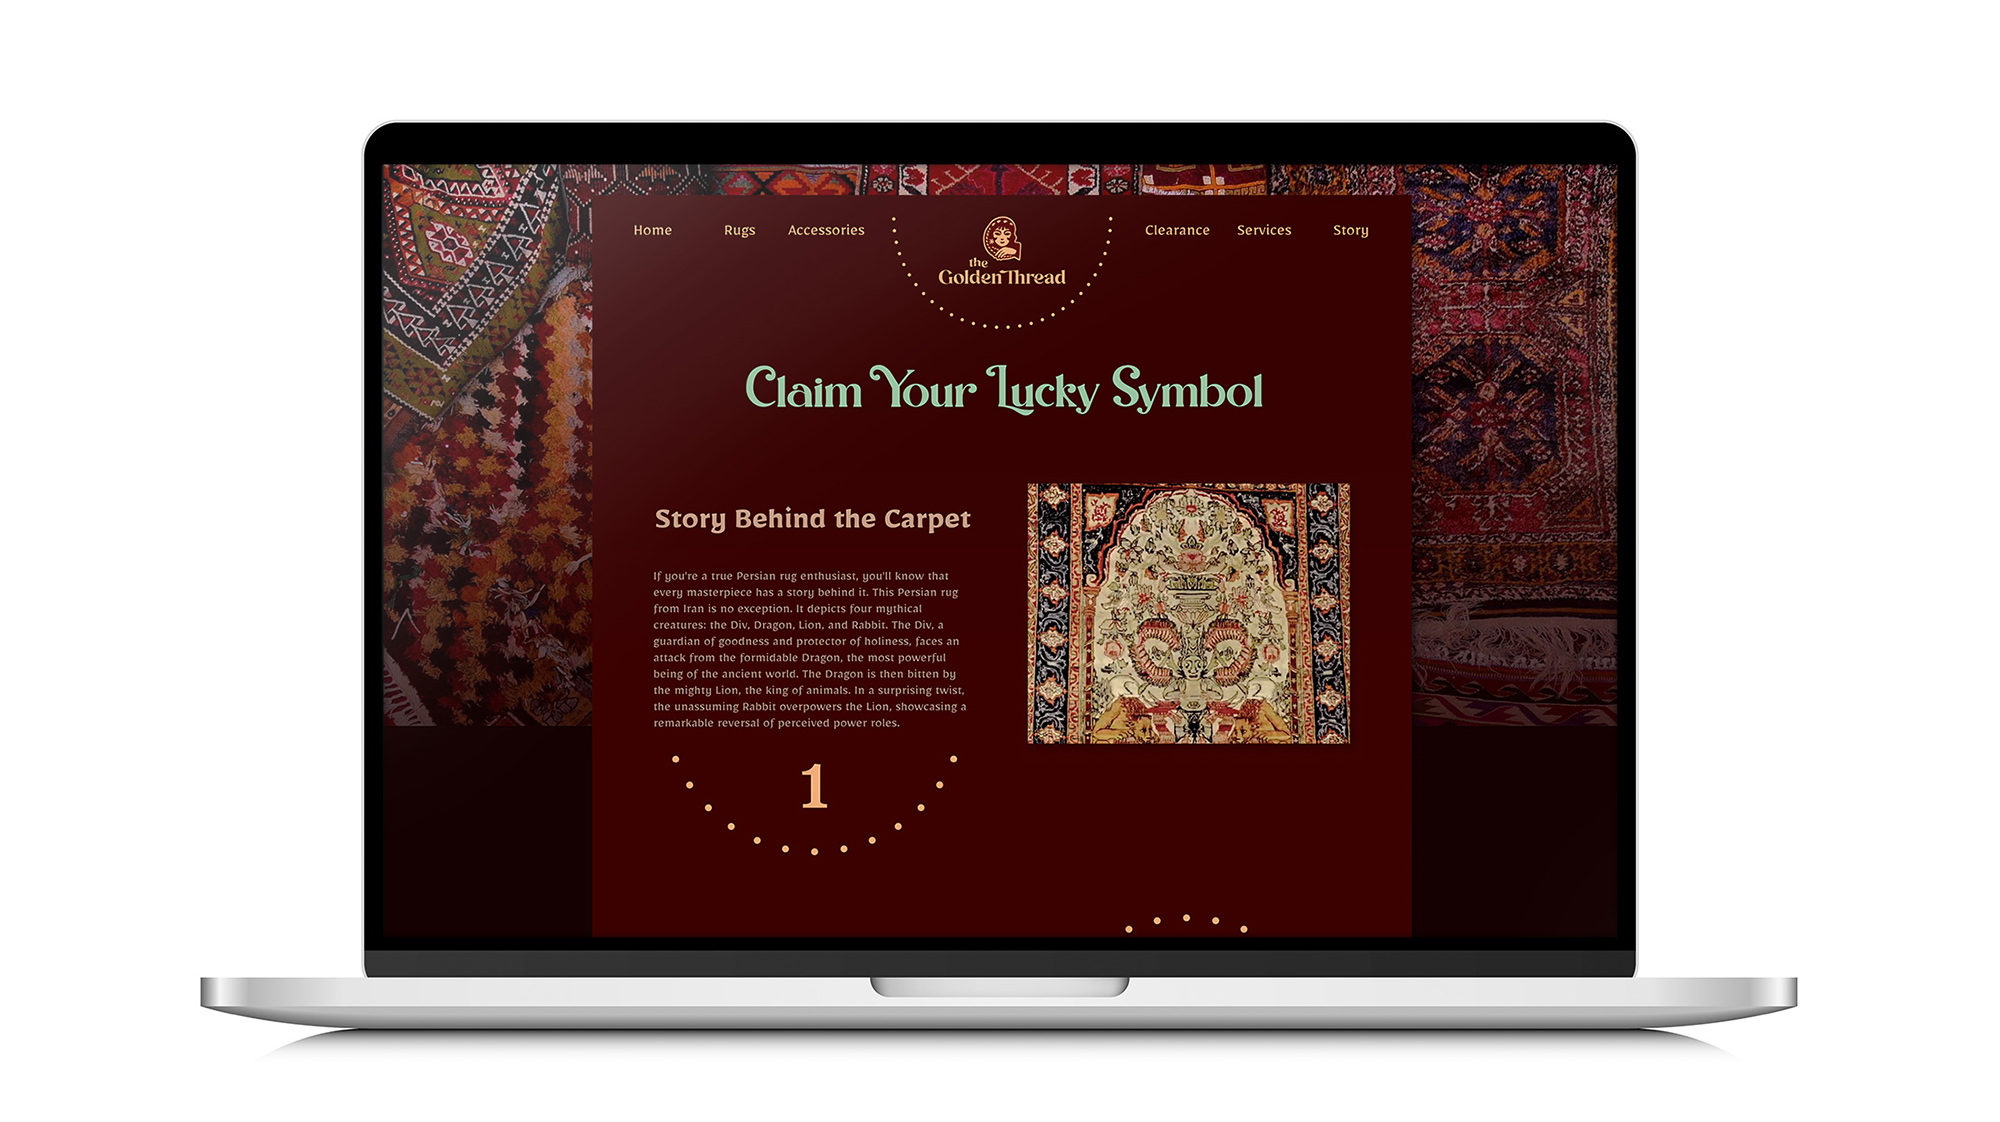 Home Rugs Accessories Clearance Services Story
the
Golden Thread
Claim Your Lucky Symbol
Story Behind the Carpet
If you're a true Persian rug enthusiast, you'll know that
every masterpiece has a story behind it. This Persian rug
from Iran is no exception. It depicts four mythical
creatures: the Div, Dragon, Lion, and Rabbit. The Div, a
guardian of goodness and protector of holiness, faces an
attack from the formidable Dragon, the most powerful
being of the ancient world. The Dragon is then bitten by
the mighty Lion, the king of animals. In a surprising twist,
the unassuming Rabbit overpowers the Lion, showcasing a
remarkable reversal of perceived power roles.
1